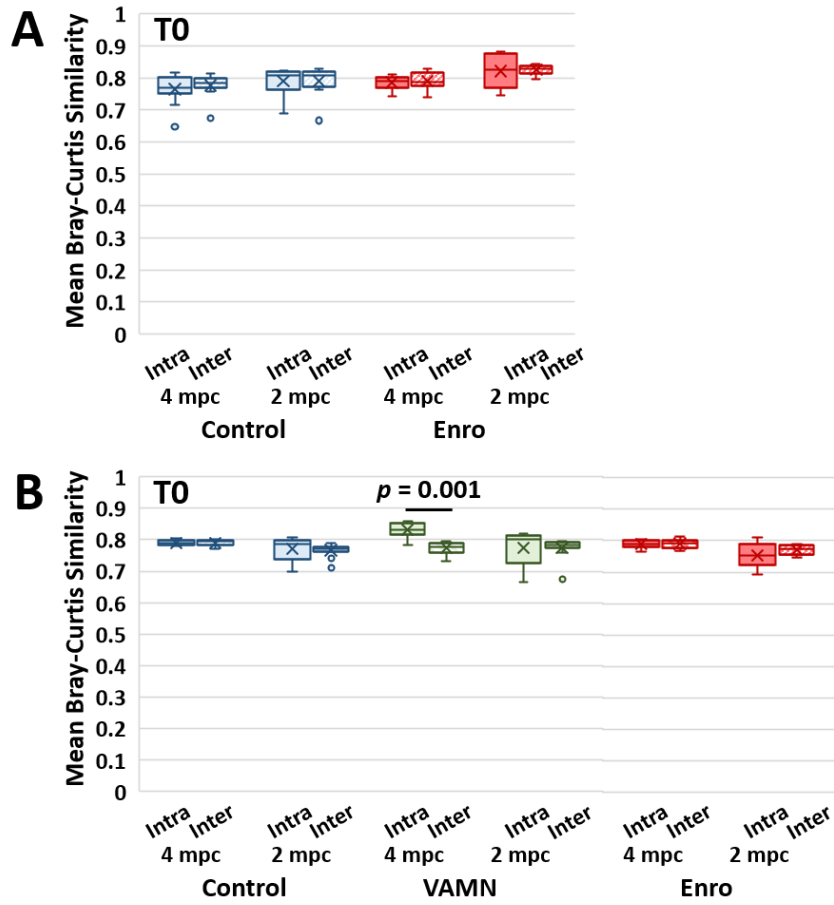 A
T0
Mean Bray-Curtis Similarity
1
0.9
0.8
0.7
0.6
0.5
0.4
0.3
0.2
0.1
0
Intra Inter Intra Inter Intra Inter Intra Inter
4 mpc 2 mpc 4 mpc 2 mpc
Control Enro
B
T0
p = 0.001
Mean Bray-Curtis Similarity
1
0.9
0.8
0.7
0.6
0.5
0.4
0.3
0.2
0.1
0
Intra Inter Intra Inter Intra Inter Intra Inter Intra Inter Intra Inter
4 mpc 2 mpc 4 mpc 2 mpc 4 mpc 2 mpc
Control VAMN Enro